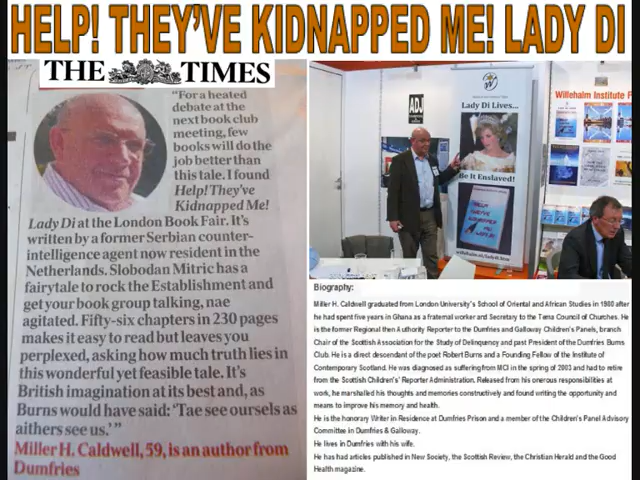 HELP! THEY'VE KIDNAPPED ME! LADY DI
THE TIMES
"For a heated
debate at the
next book club
meeting, few
books will do the
job better than
this tale. I found
Help! They've
Kidnapped Me!
Lady Di at the London Book Fair. It's
written by a former Serbian counter-
intelligence agent now resident in the
Netherlands. Slobodan Mitric has a
fairytale to rock the Establishment and
get your book group talking, nae
agitated. Fifty-six chapters in 230 pages
makes it easy to read but leaves you
perplexed, asking how much truth lies in
this wonderful yet feasible tale. It's
British imagination at its best and, as
Burns would have said: 'Tae see oursels as
aithers see us.'"
Miller H. Caldwell, 59, is an author from
Dumfries
ADJ
Lady Di Lives...
Be It Enslaved!
HELP
THEY'VE
KIDNAPPED
ME
Willehalm Institute
Biography:
Miller H. Caldwell graduated from London University's School of Oriental and African Studies in 1980 after
he had spent five years in Ghana as a fraternal worker and Secretary to the Tema Council of Churches. He
is the former Regional then Authority Reporter to the Dumfries and Galloway Children's Panels, branch
Chair of the Scottish Association for the Study of Delinquency and past President of the Dumfries Burns
Club. He is a direct descendant of the poet Robert Burns and a Founding Fellow of the Institute of
Contemporary Scotland. He was diagnosed as suffering from MCI in the spring of 2003 and had to retire
from the Scottish Children's' Reporter Administration. Released from his onerous responsibilities at
work, he marshalled his thoughts and memories constructively and found writing the opportunity and
means to improve his memory and health.
He is the honorary Writer in Residence at Dumfries Prison and a member of the Children's Panel Advisory
Committee in Dumfries & Galloway.
He lives in Dumfries with his wife.
He has had articles published in New Society, the Scottish Review, the Christian Herald and the Good
Health magazine.